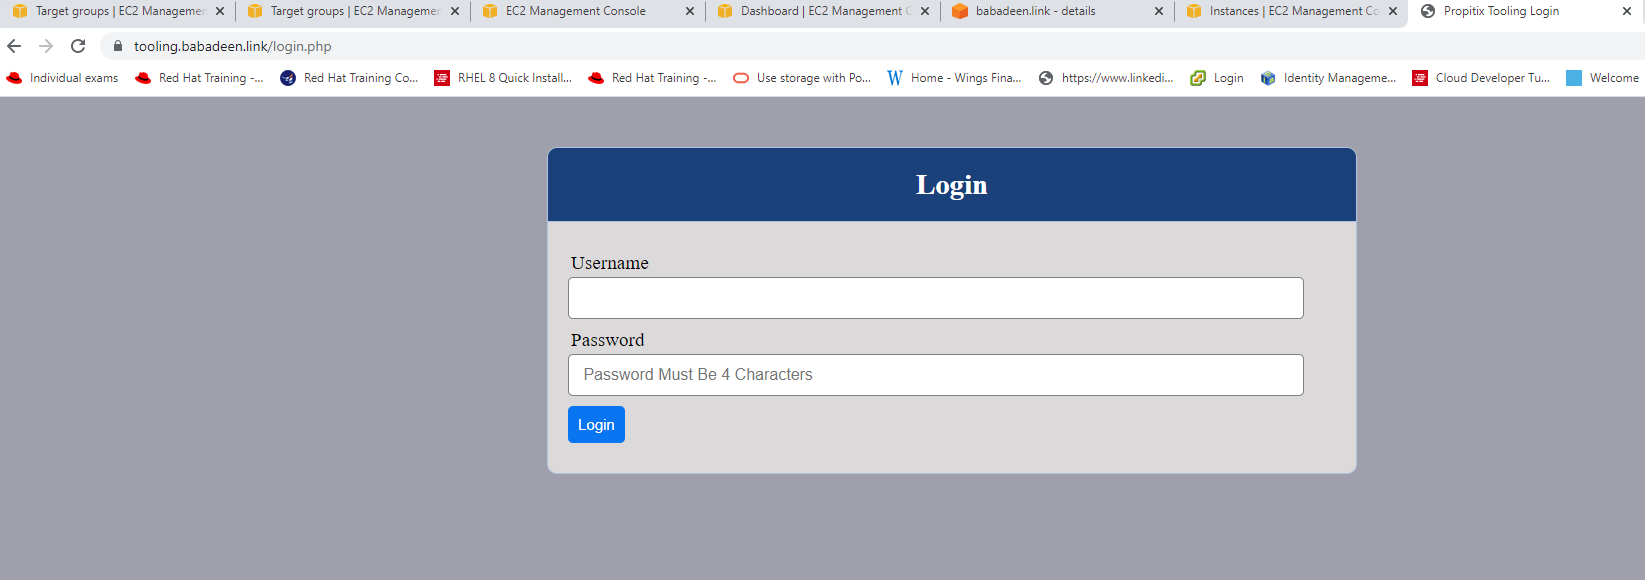 Target groups | EC2 Managemen
Target groups | EC2 Managemen
EC2 Management Console
Dashboard | EC2 Management C
babadeen.link - details
Instances | EC2 Management Co
Propitix Tooling Login
tooling.babadeen.link/login.php
Individual exams
Red Hat Training -...
Red Hat Training Co...
RHEL 8 Quick Install...
Red Hat Training -...
Use storage with Po...
W
Home - Wings Fina...
https://www.linkedi...
Login
Identity Manageme...
Cloud Developer Tu...
Welcome
Login
Username
Password
Password Must Be 4 Characters
Login